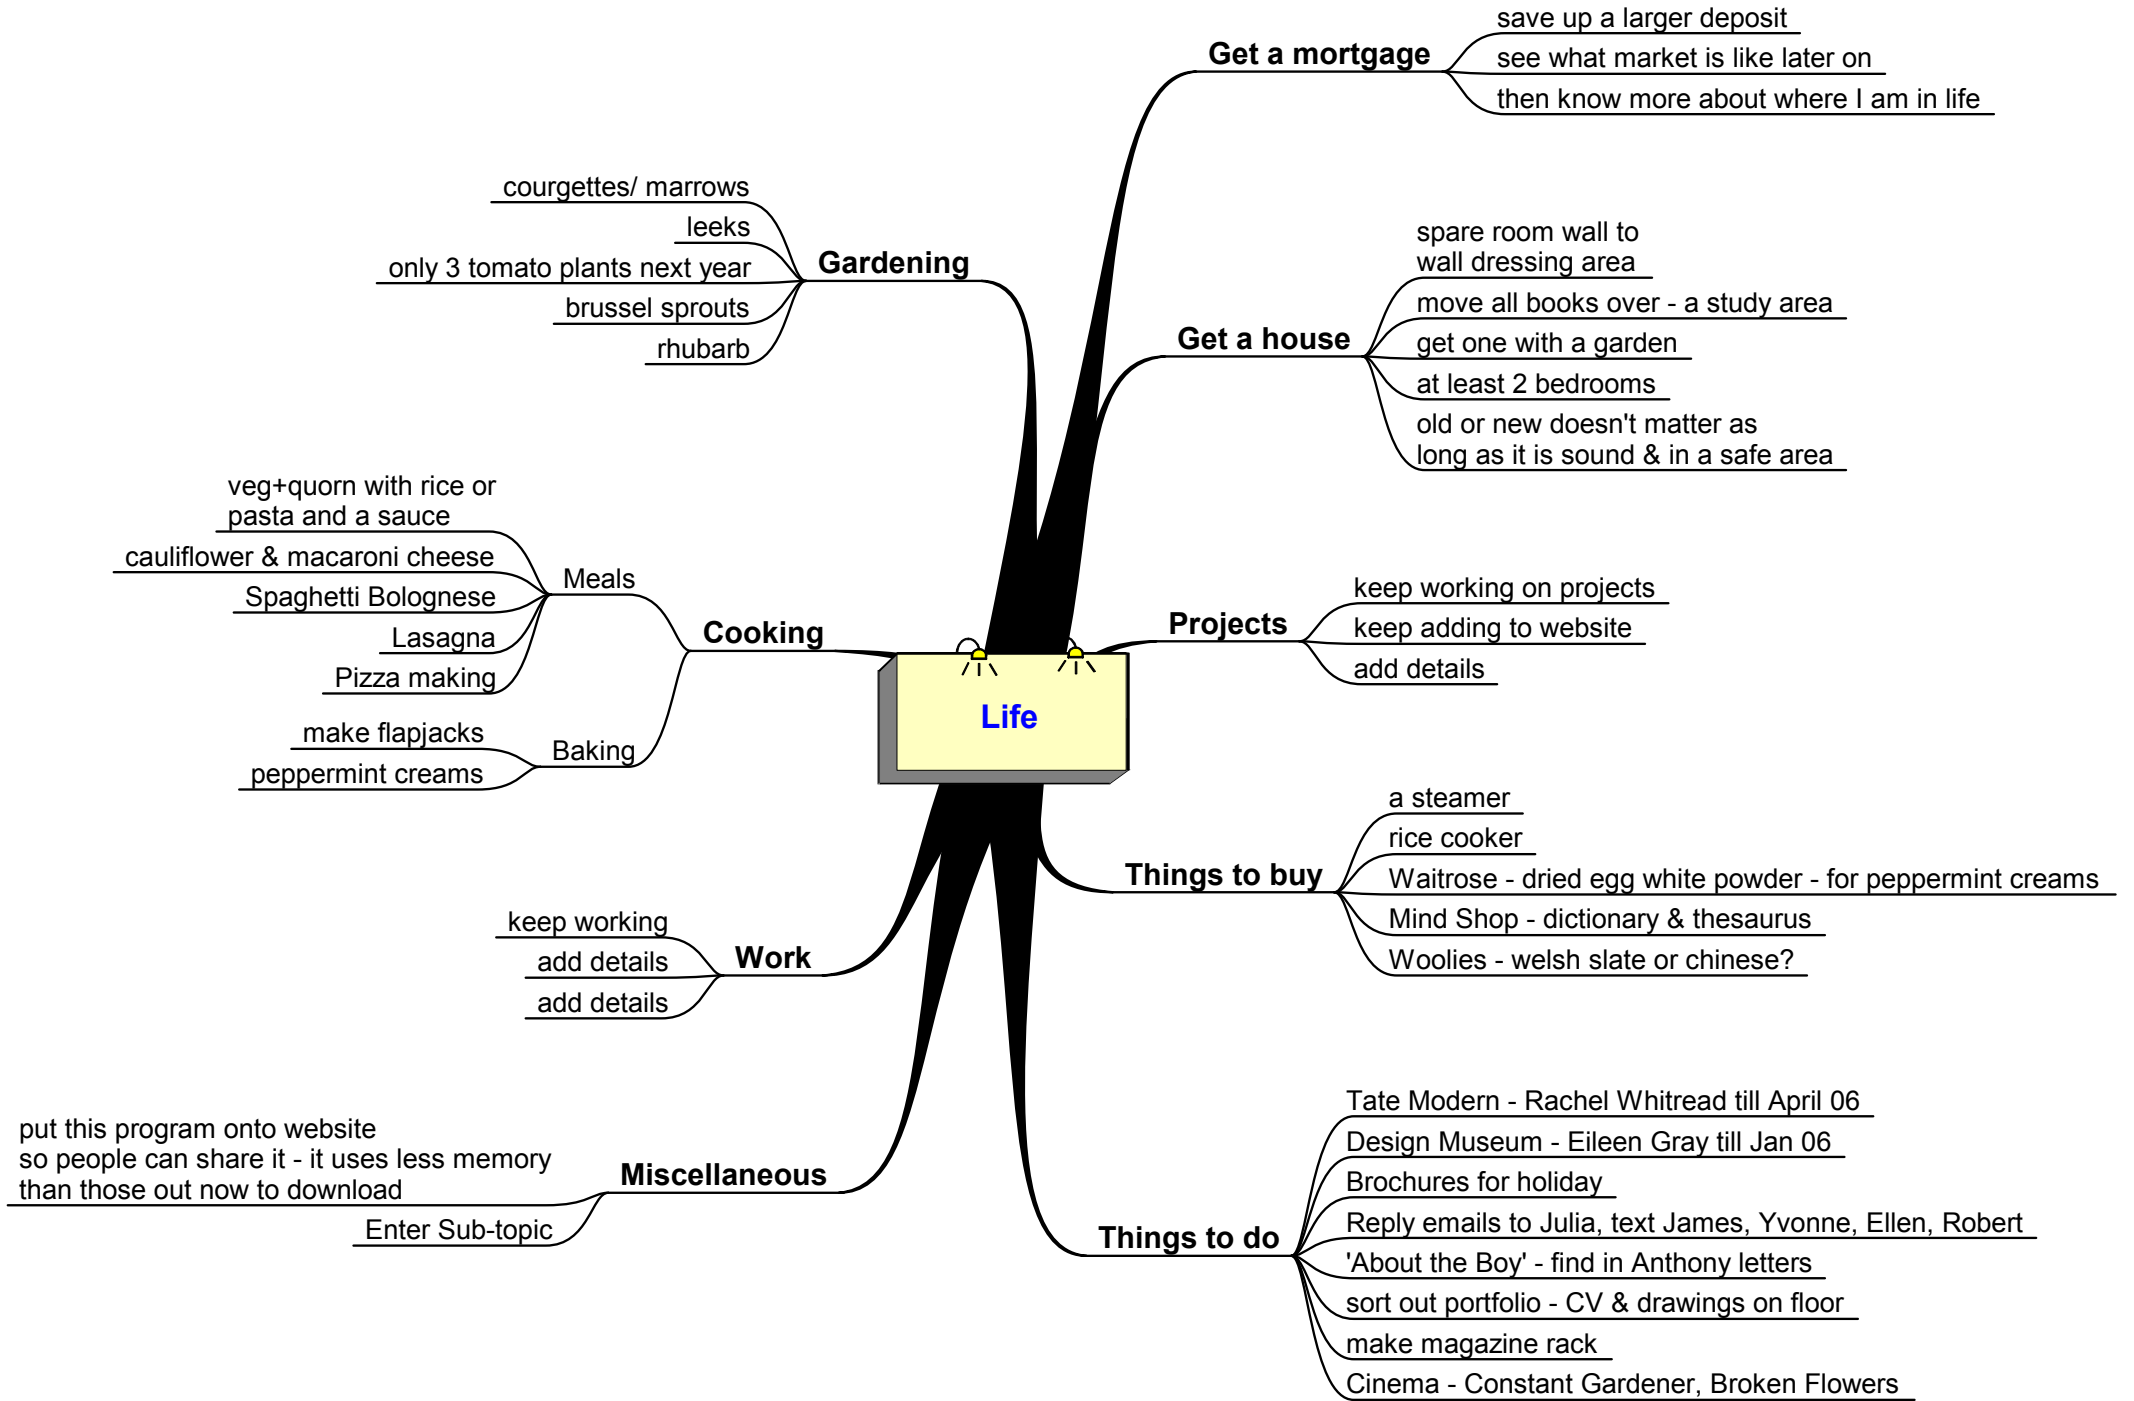 Life
Get a mortgage
save up a larger deposit
see what market is like later on
then know more about where I am in life
Get a house
spare room wall to
wall dressing area
move all books over - a study area
get one with a garden
at least 2 bedrooms
old or new doesn't matter as
long as it is sound & in a safe area
Projects
keep working on projects
keep adding to website
add details
Things to buy
a steamer
rice cooker
Waitrose - dried egg white powder - for peppermint creams
Mind Shop - dictionary & thesaurus
Woolies - welsh slate or chinese?
Things to do
Tate Modern - Rachel Whitread till April 06
Design Museum - Eileen Gray till Jan 06
Brochures for holiday
Reply emails to Julia, text James, Yvonne, Ellen, Robert
'About the Boy' - find in Anthony letters
sort out portfolio - CV & drawings on floor
make magazine rack
Cinema - Constant Gardener, Broken Flowers
Gardening
courgettes/ marrows
leeks
only 3 tomato plants next year
brussel sprouts
rhubarb
Cooking
Meals
veg+quorn with rice or
pasta and a sauce
cauliflower & macaroni cheese
Spaghetti Bolognese
Lasagna
Pizza making
Baking
make flapjacks
peppermint creams
Work
keep working
add details
add details
Miscellaneous
put this program onto website
so people can share it - it uses less memory
than those out now to download
Enter Sub-topic